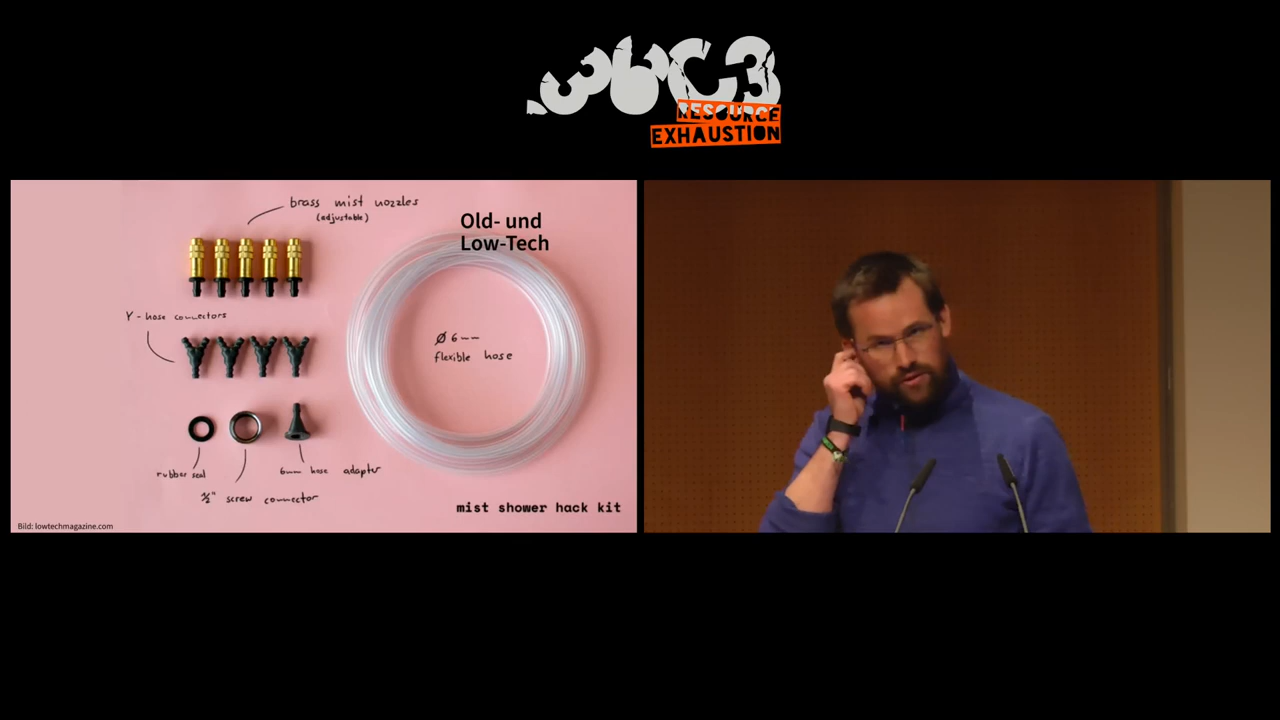 36C3
RESOURCE
EXHAUSTION
brass mist nozzles
(adjustable)
Old- und
Low-Tech
Y-hose connectors
Ø 6mm
flexible hose
rubber seal
6mm hose adapter
½" screw connector
mist shower hack kit
Bild: lowtechmagazine.com